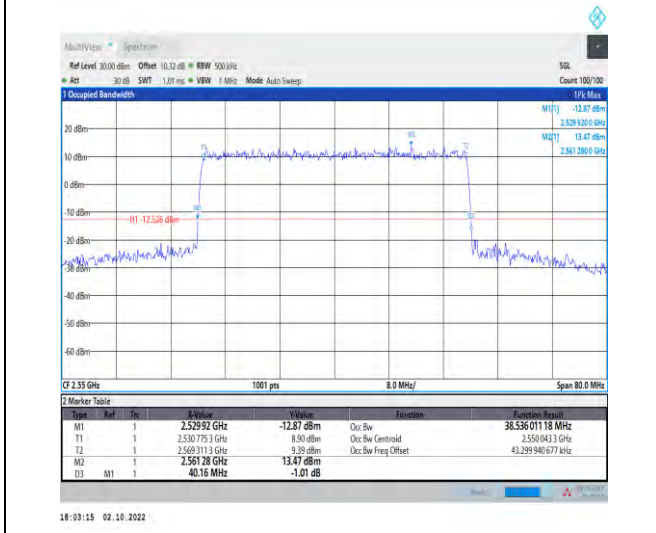 MultiView Spectrum
Ref Level 30.00 dBm Offset 10.32 dB RBW 500 kHz SGL
Att 30 dB SWT 1.01 ms VBW 1 MHz Mode Auto Sweep Count 100/100
1 Occupied Bandwidth 1Pk Max
M1[1] -12.87 dBm
2.529 920 0 GHz
M2[1] 13.47 dBm
2.561 280 0 GHz
20 dBm
10 dBm
0 dBm
-10 dBm
H1 -12.526 dBm
-20 dBm
-30 dBm
-40 dBm
-50 dBm
-60 dBm
M2
T1
M1
D3
CF 2.55 GHz 1001 pts 8.0 MHz/ Span 80.0 MHz
2 Marker Table
Type Ref Trc X-Value Y-Value Function Function Result
M1 1 2.52992 GHz -12.87 dBm Occ Bw 38.536 011 18 MHz
T1 1 2.530 775 3 GHz 8.90 dBm Occ Bw Centroid 2.550 043 3 GHz
T2 1 2.569 311 3 GHz 9.39 dBm Occ Bw Freq Offset 43.299 940 677 kHz
M2 1 2.56128 GHz 13.47 dBm
D3 M1 1 40.16 MHz -1.01 dB
18:03:15 02.10.2022